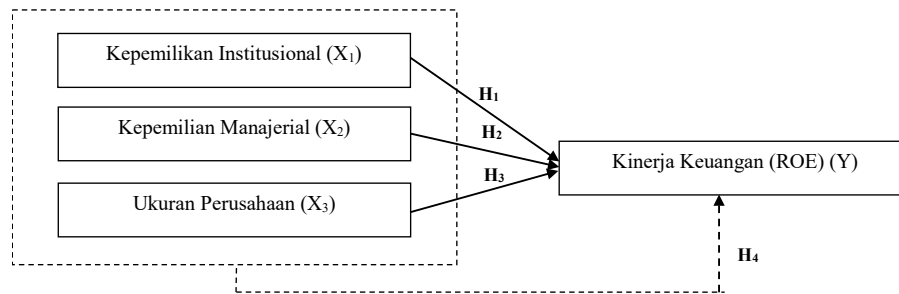 Kepemilikan Institusional (X₁)
H₁
Kepemilian Manajerial (X₂)
H₂
Kinerja Keuangan (ROE) (Y)
H₃
Ukuran Perusahaan (X₃)
H₄